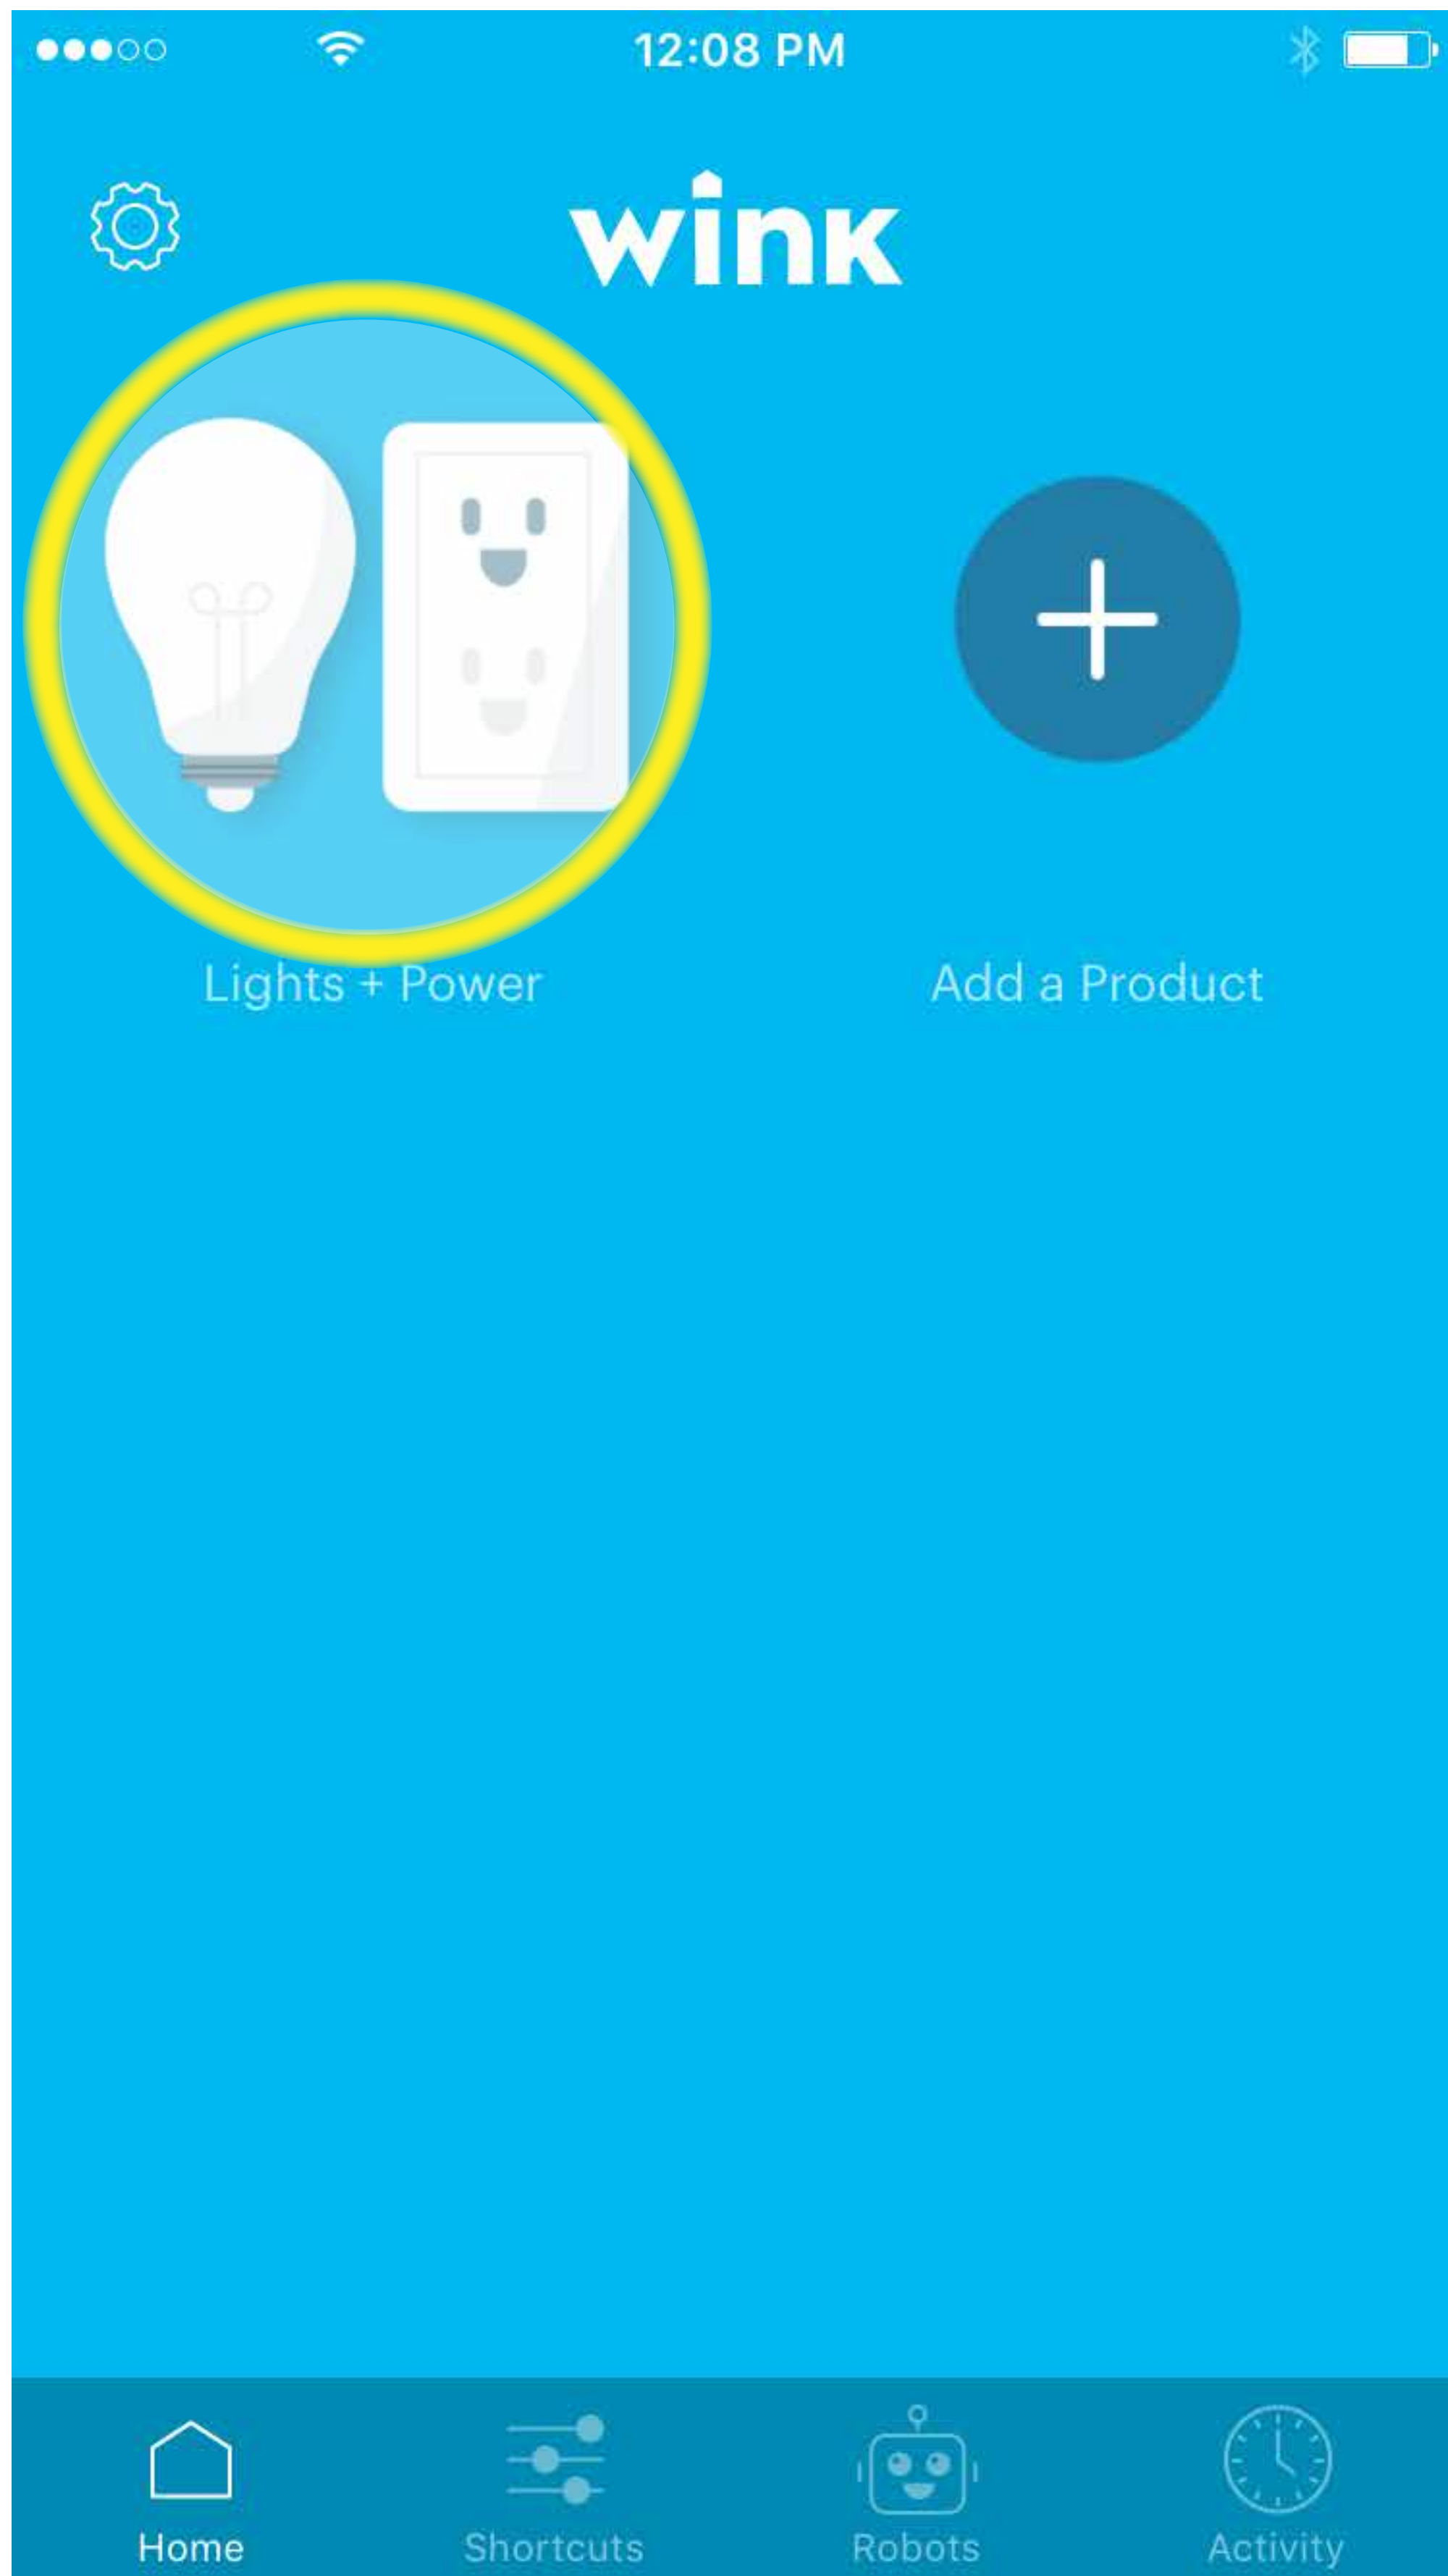 12:08 PM
wink
Lights + Power
Add a Product
Home
Shortcuts
Robots
Activity